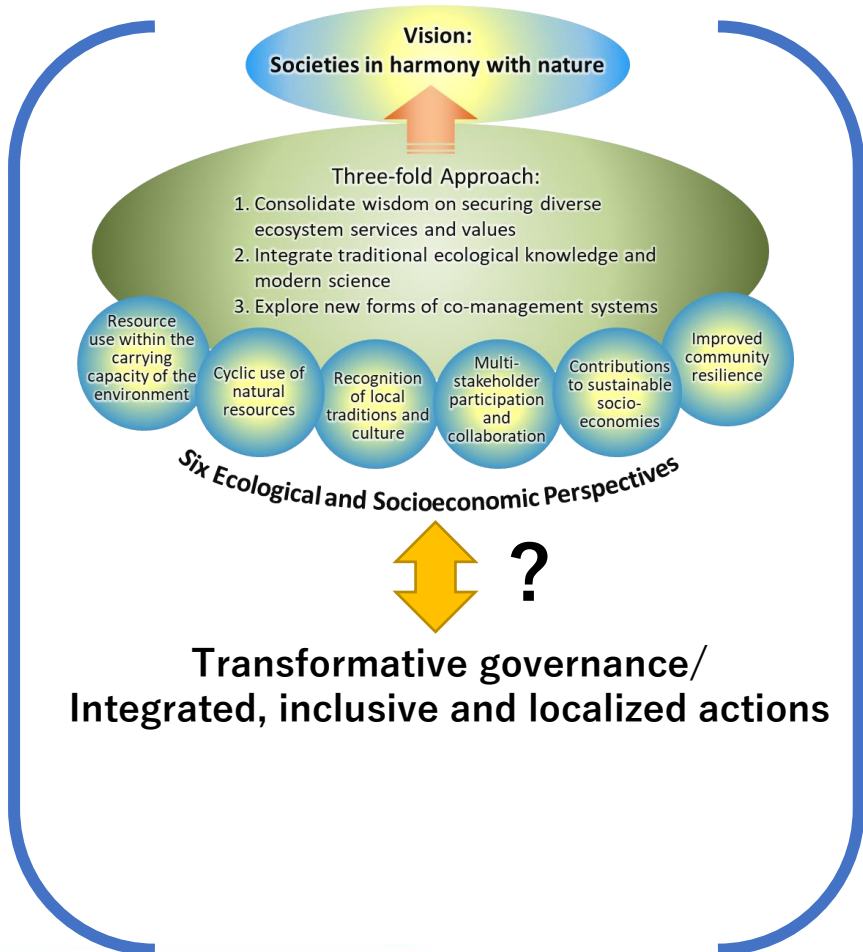 Vision:
Societies in harmony with nature
Three-fold Approach:
1. Consolidate wisdom on securing diverse
ecosystem services and values
2. Integrate traditional ecological knowledge and
modern science
3. Explore new forms of co-management systems
Resource
use within the
carrying
capacity of the
environment
Cyclic use of
natural
resources
Recognition
of local
traditions and
culture
Multi-
stakeholder
participation
and
collaboration
Contributions
to sustainable
socio-
economies
Improved
community
resilience
Six Ecological and Socioeconomic Perspectives
?
Transformative governance/
Integrated, inclusive and localized actions